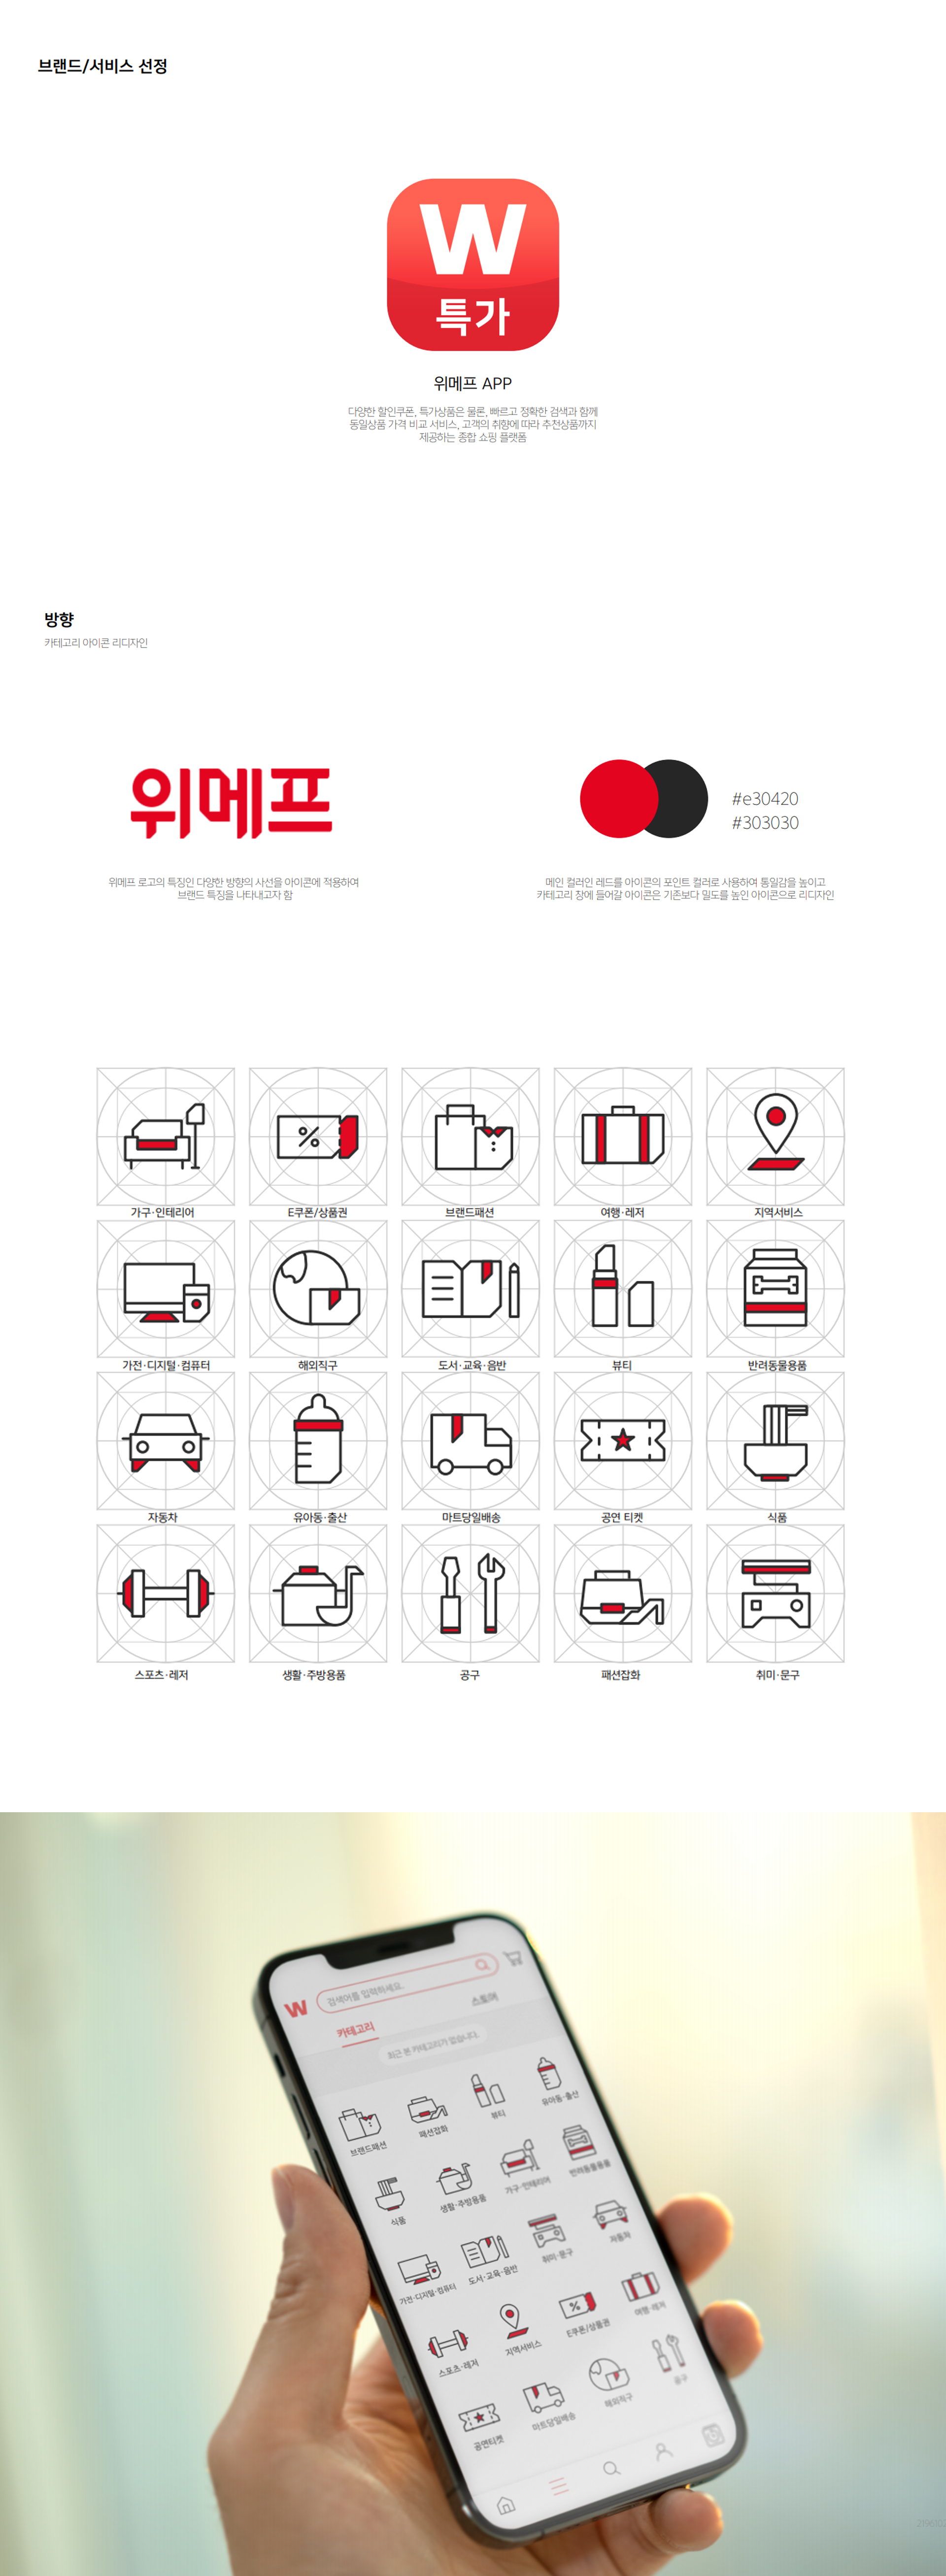 브랜드/서비스 선정
W
특가
위메프 APP
다양한 할인쿠폰, 특가상품은 물론, 빠르고 정확한 검색과 함께
동일상품 가격 비교 서비스, 고객의 취향에 따라 추천상품까지
제공하는 종합 쇼핑 플랫폼
방향
카테고리 아이콘 리디자인
위메프
#e30420
#303030
위메프 로고의 특징인 다양한 방향의 사선을 아이콘에 적용하여
브랜드 특징을 나타내고자 함
메인 컬러인 레드를 아이콘의 포인트 컬러로 사용하여 통일감을 높이고
카테고리 창에 들어갈 아이콘은 기존보다 밀도를 높인 아이콘으로 리디자인
%
가구·인테리어
E쿠폰/상품권
브랜드패션
여행·레저
지역서비스
가전·디지털·컴퓨터
해외직구
도서·교육·음반
뷰티
반려동물용품
자동차
유아동·출산
마트당일배송
공연 티켓
식품
스포츠·레저
생활·주방용품
공구
패션잡화
취미·문구
W
검색어를 입력하세요.
카테고리
스토어
최근 본 카테고리가 없습니다.
브랜드패션
패션잡화
뷰티
유아동·출산
식품
생활·주방용품
가구·인테리어
반려동물용품
가전·디지털·컴퓨터
도서·교육·음반
취미·문구
자동차
스포츠·레저
지역서비스
%
E쿠폰/상품권
여행·레저
공연티켓
마트당일배송
해외직구
공구